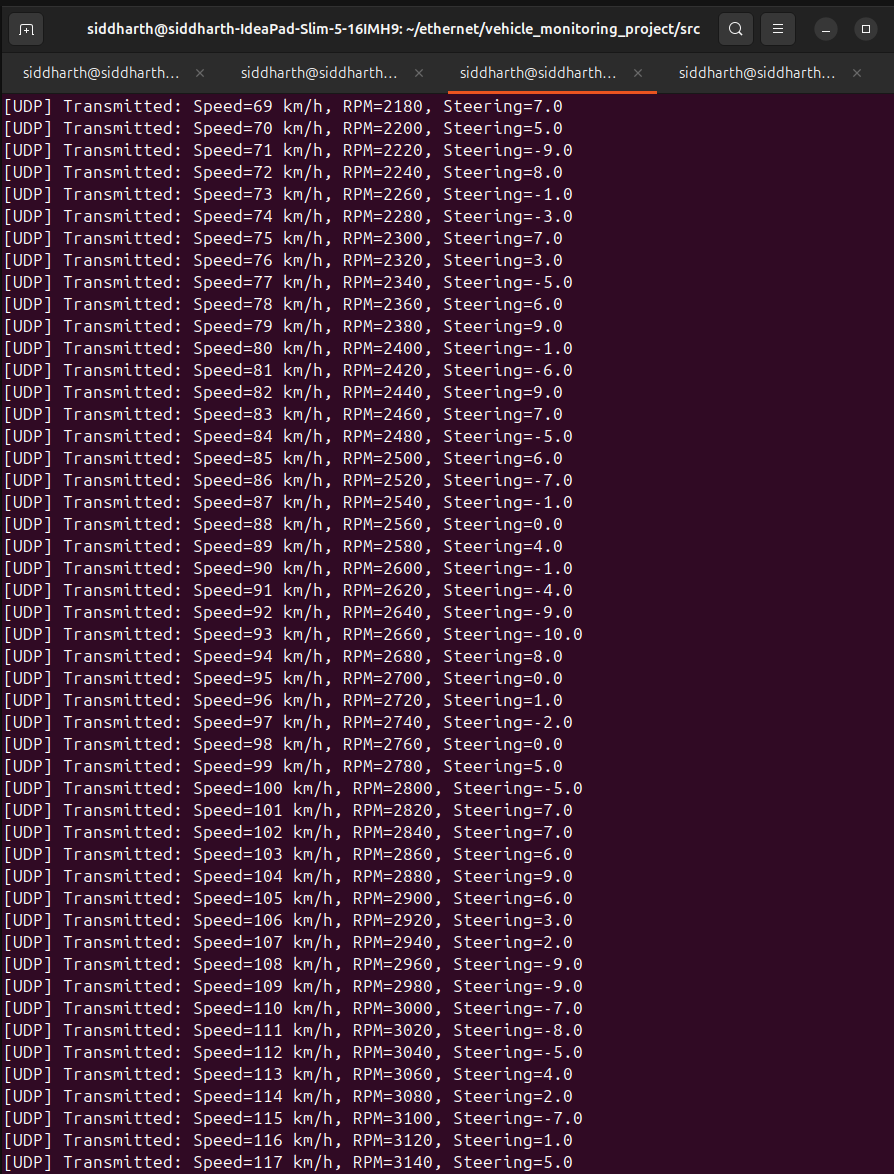 siddharth@siddharth-IdeaPad-Slim-5-16IMH9: ~/ethernet/vehicle_monitoring_project/src
siddharth@siddharth... × siddharth@siddharth... × siddharth@siddharth... × siddharth@siddharth... ×
[UDP] Transmitted: Speed=69 km/h, RPM=2180, Steering=7.0
[UDP] Transmitted: Speed=70 km/h, RPM=2200, Steering=5.0
[UDP] Transmitted: Speed=71 km/h, RPM=2220, Steering=-9.0
[UDP] Transmitted: Speed=72 km/h, RPM=2240, Steering=8.0
[UDP] Transmitted: Speed=73 km/h, RPM=2260, Steering=-1.0
[UDP] Transmitted: Speed=74 km/h, RPM=2280, Steering=-3.0
[UDP] Transmitted: Speed=75 km/h, RPM=2300, Steering=7.0
[UDP] Transmitted: Speed=76 km/h, RPM=2320, Steering=3.0
[UDP] Transmitted: Speed=77 km/h, RPM=2340, Steering=-5.0
[UDP] Transmitted: Speed=78 km/h, RPM=2360, Steering=6.0
[UDP] Transmitted: Speed=79 km/h, RPM=2380, Steering=9.0
[UDP] Transmitted: Speed=80 km/h, RPM=2400, Steering=-1.0
[UDP] Transmitted: Speed=81 km/h, RPM=2420, Steering=-6.0
[UDP] Transmitted: Speed=82 km/h, RPM=2440, Steering=9.0
[UDP] Transmitted: Speed=83 km/h, RPM=2460, Steering=7.0
[UDP] Transmitted: Speed=84 km/h, RPM=2480, Steering=-5.0
[UDP] Transmitted: Speed=85 km/h, RPM=2500, Steering=6.0
[UDP] Transmitted: Speed=86 km/h, RPM=2520, Steering=-7.0
[UDP] Transmitted: Speed=87 km/h, RPM=2540, Steering=-1.0
[UDP] Transmitted: Speed=88 km/h, RPM=2560, Steering=0.0
[UDP] Transmitted: Speed=89 km/h, RPM=2580, Steering=4.0
[UDP] Transmitted: Speed=90 km/h, RPM=2600, Steering=-1.0
[UDP] Transmitted: Speed=91 km/h, RPM=2620, Steering=-4.0
[UDP] Transmitted: Speed=92 km/h, RPM=2640, Steering=-9.0
[UDP] Transmitted: Speed=93 km/h, RPM=2660, Steering=-10.0
[UDP] Transmitted: Speed=94 km/h, RPM=2680, Steering=8.0
[UDP] Transmitted: Speed=95 km/h, RPM=2700, Steering=0.0
[UDP] Transmitted: Speed=96 km/h, RPM=2720, Steering=1.0
[UDP] Transmitted: Speed=97 km/h, RPM=2740, Steering=-2.0
[UDP] Transmitted: Speed=98 km/h, RPM=2760, Steering=0.0
[UDP] Transmitted: Speed=99 km/h, RPM=2780, Steering=5.0
[UDP] Transmitted: Speed=100 km/h, RPM=2800, Steering=-5.0
[UDP] Transmitted: Speed=101 km/h, RPM=2820, Steering=7.0
[UDP] Transmitted: Speed=102 km/h, RPM=2840, Steering=7.0
[UDP] Transmitted: Speed=103 km/h, RPM=2860, Steering=6.0
[UDP] Transmitted: Speed=104 km/h, RPM=2880, Steering=9.0
[UDP] Transmitted: Speed=105 km/h, RPM=2900, Steering=6.0
[UDP] Transmitted: Speed=106 km/h, RPM=2920, Steering=3.0
[UDP] Transmitted: Speed=107 km/h, RPM=2940, Steering=2.0
[UDP] Transmitted: Speed=108 km/h, RPM=2960, Steering=-9.0
[UDP] Transmitted: Speed=109 km/h, RPM=2980, Steering=-9.0
[UDP] Transmitted: Speed=110 km/h, RPM=3000, Steering=-7.0
[UDP] Transmitted: Speed=111 km/h, RPM=3020, Steering=-8.0
[UDP] Transmitted: Speed=112 km/h, RPM=3040, Steering=-5.0
[UDP] Transmitted: Speed=113 km/h, RPM=3060, Steering=4.0
[UDP] Transmitted: Speed=114 km/h, RPM=3080, Steering=2.0
[UDP] Transmitted: Speed=115 km/h, RPM=3100, Steering=-7.0
[UDP] Transmitted: Speed=116 km/h, RPM=3120, Steering=1.0
[UDP] Transmitted: Speed=117 km/h, RPM=3140, Steering=5.0